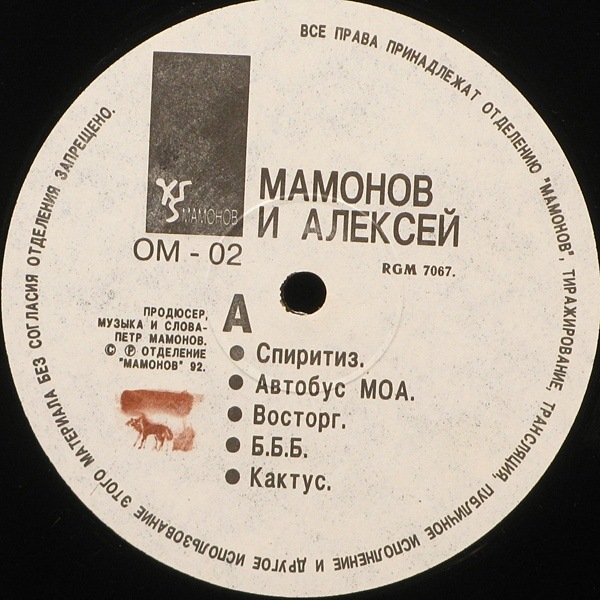 ВСЕ ПРАВА ПРИНАДЛЕЖАТ ОТДЕЛЕНИЮ "МАМОНОВ", ТИРАЖИРОВАНИЕ, ТРАНСЛЯЦИЯ, ПУБЛИЧНОЕ ИСПОЛНЕНИЕ И ДРУГОЕ ИСПОЛЬЗОВАНИЕ ЭТОГО МАТЕРИАЛА БЕЗ СОГЛАСИЯ ОТДЕЛЕНИЯ ЗАПРЕЩЕНО.
МАМОНОВ
ОМ - 02
МАМОНОВ
И АЛЕКСЕЙ
RGM 7067.
ПРОДЮСЕР,
МУЗЫКА И СЛОВА-
ПЕТР МАМОНОВ.
© ℗ ОТДЕЛЕНИЕ
"МАМОНОВ" 92.
А
● Спиритиз.
● Автобус МОА.
● Восторг.
● Б.Б.Б.
● Кактус.